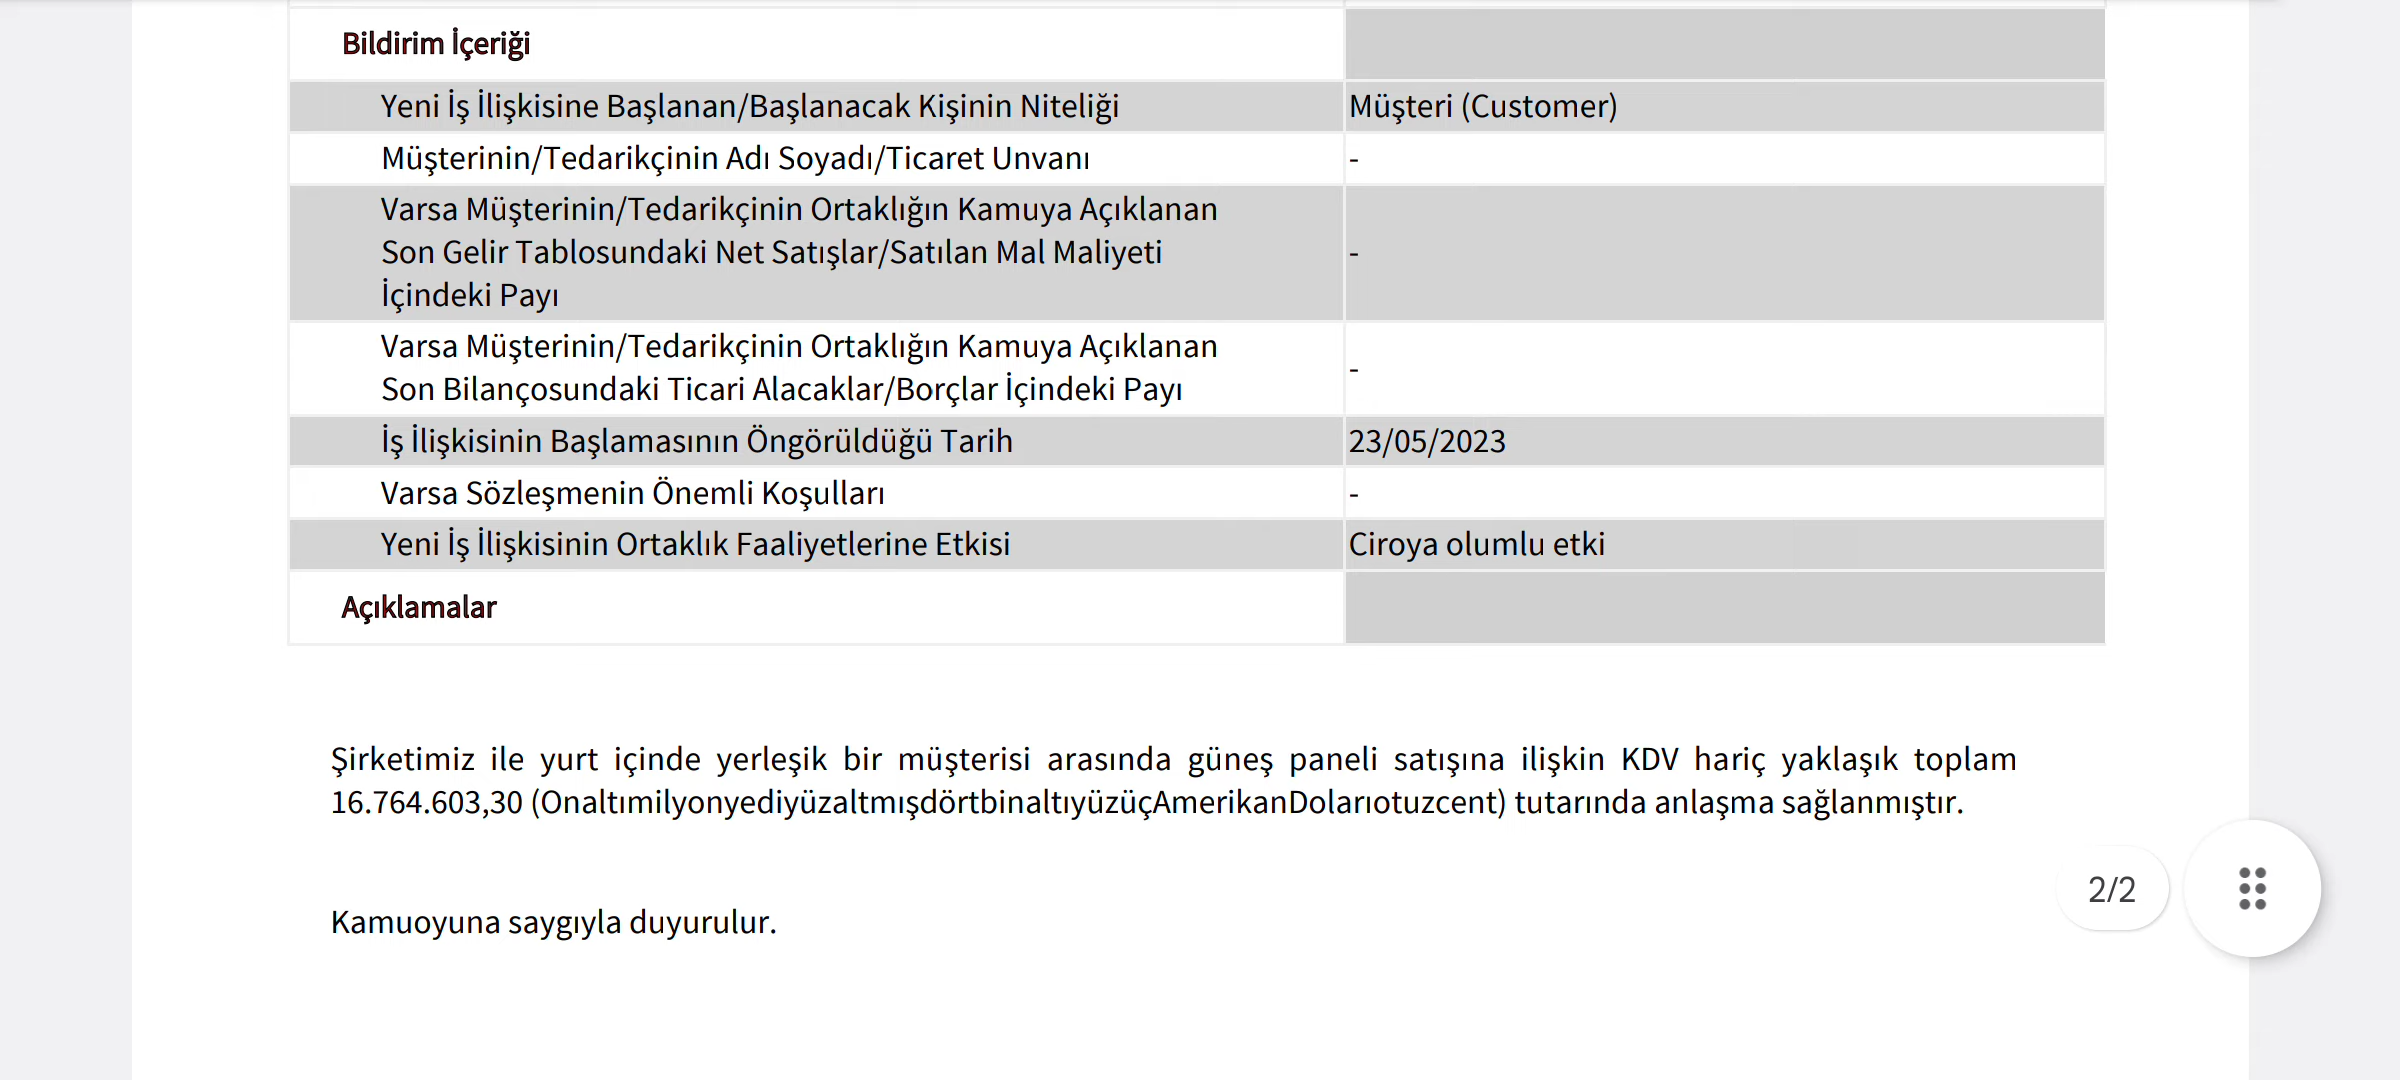 Bildirim İçeriği
Yeni İş İlişkisine Başlanan/Başlanacak Kişinin Niteliği
Müşteri (Customer)
Müşterinin/Tedarikçinin Adı Soyadı/Ticaret Unvanı
-
Varsa Müşterinin/Tedarikçinin Ortaklığın Kamuya Açıklanan
Son Gelir Tablosundaki Net Satışlar/Satılan Mal Maliyeti
İçindeki Payı
-
Varsa Müşterinin/Tedarikçinin Ortaklığın Kamuya Açıklanan
Son Bilançosundaki Ticari Alacaklar/Borçlar İçindeki Payı
-
İş İlişkisinin Başlamasının Öngörüldüğü Tarih
23/05/2023
Varsa Sözleşmenin Önemli Koşulları
-
Yeni İş İlişkisinin Ortaklık Faaliyetlerine Etkisi
Ciroya olumlu etki
Açıklamalar
Şirketimiz ile yurt içinde yerleşik bir müşterisi arasında güneş paneli satışına ilişkin KDV hariç yaklaşık toplam
16.764.603,30 (OnaltımilyonyediyüzaltmışdörtbinaltıyüzüçAmerikanDolarıotuzcent) tutarında anlaşma sağlanmıştır.
Kamuoyuna saygıyla duyurulur.
2/2